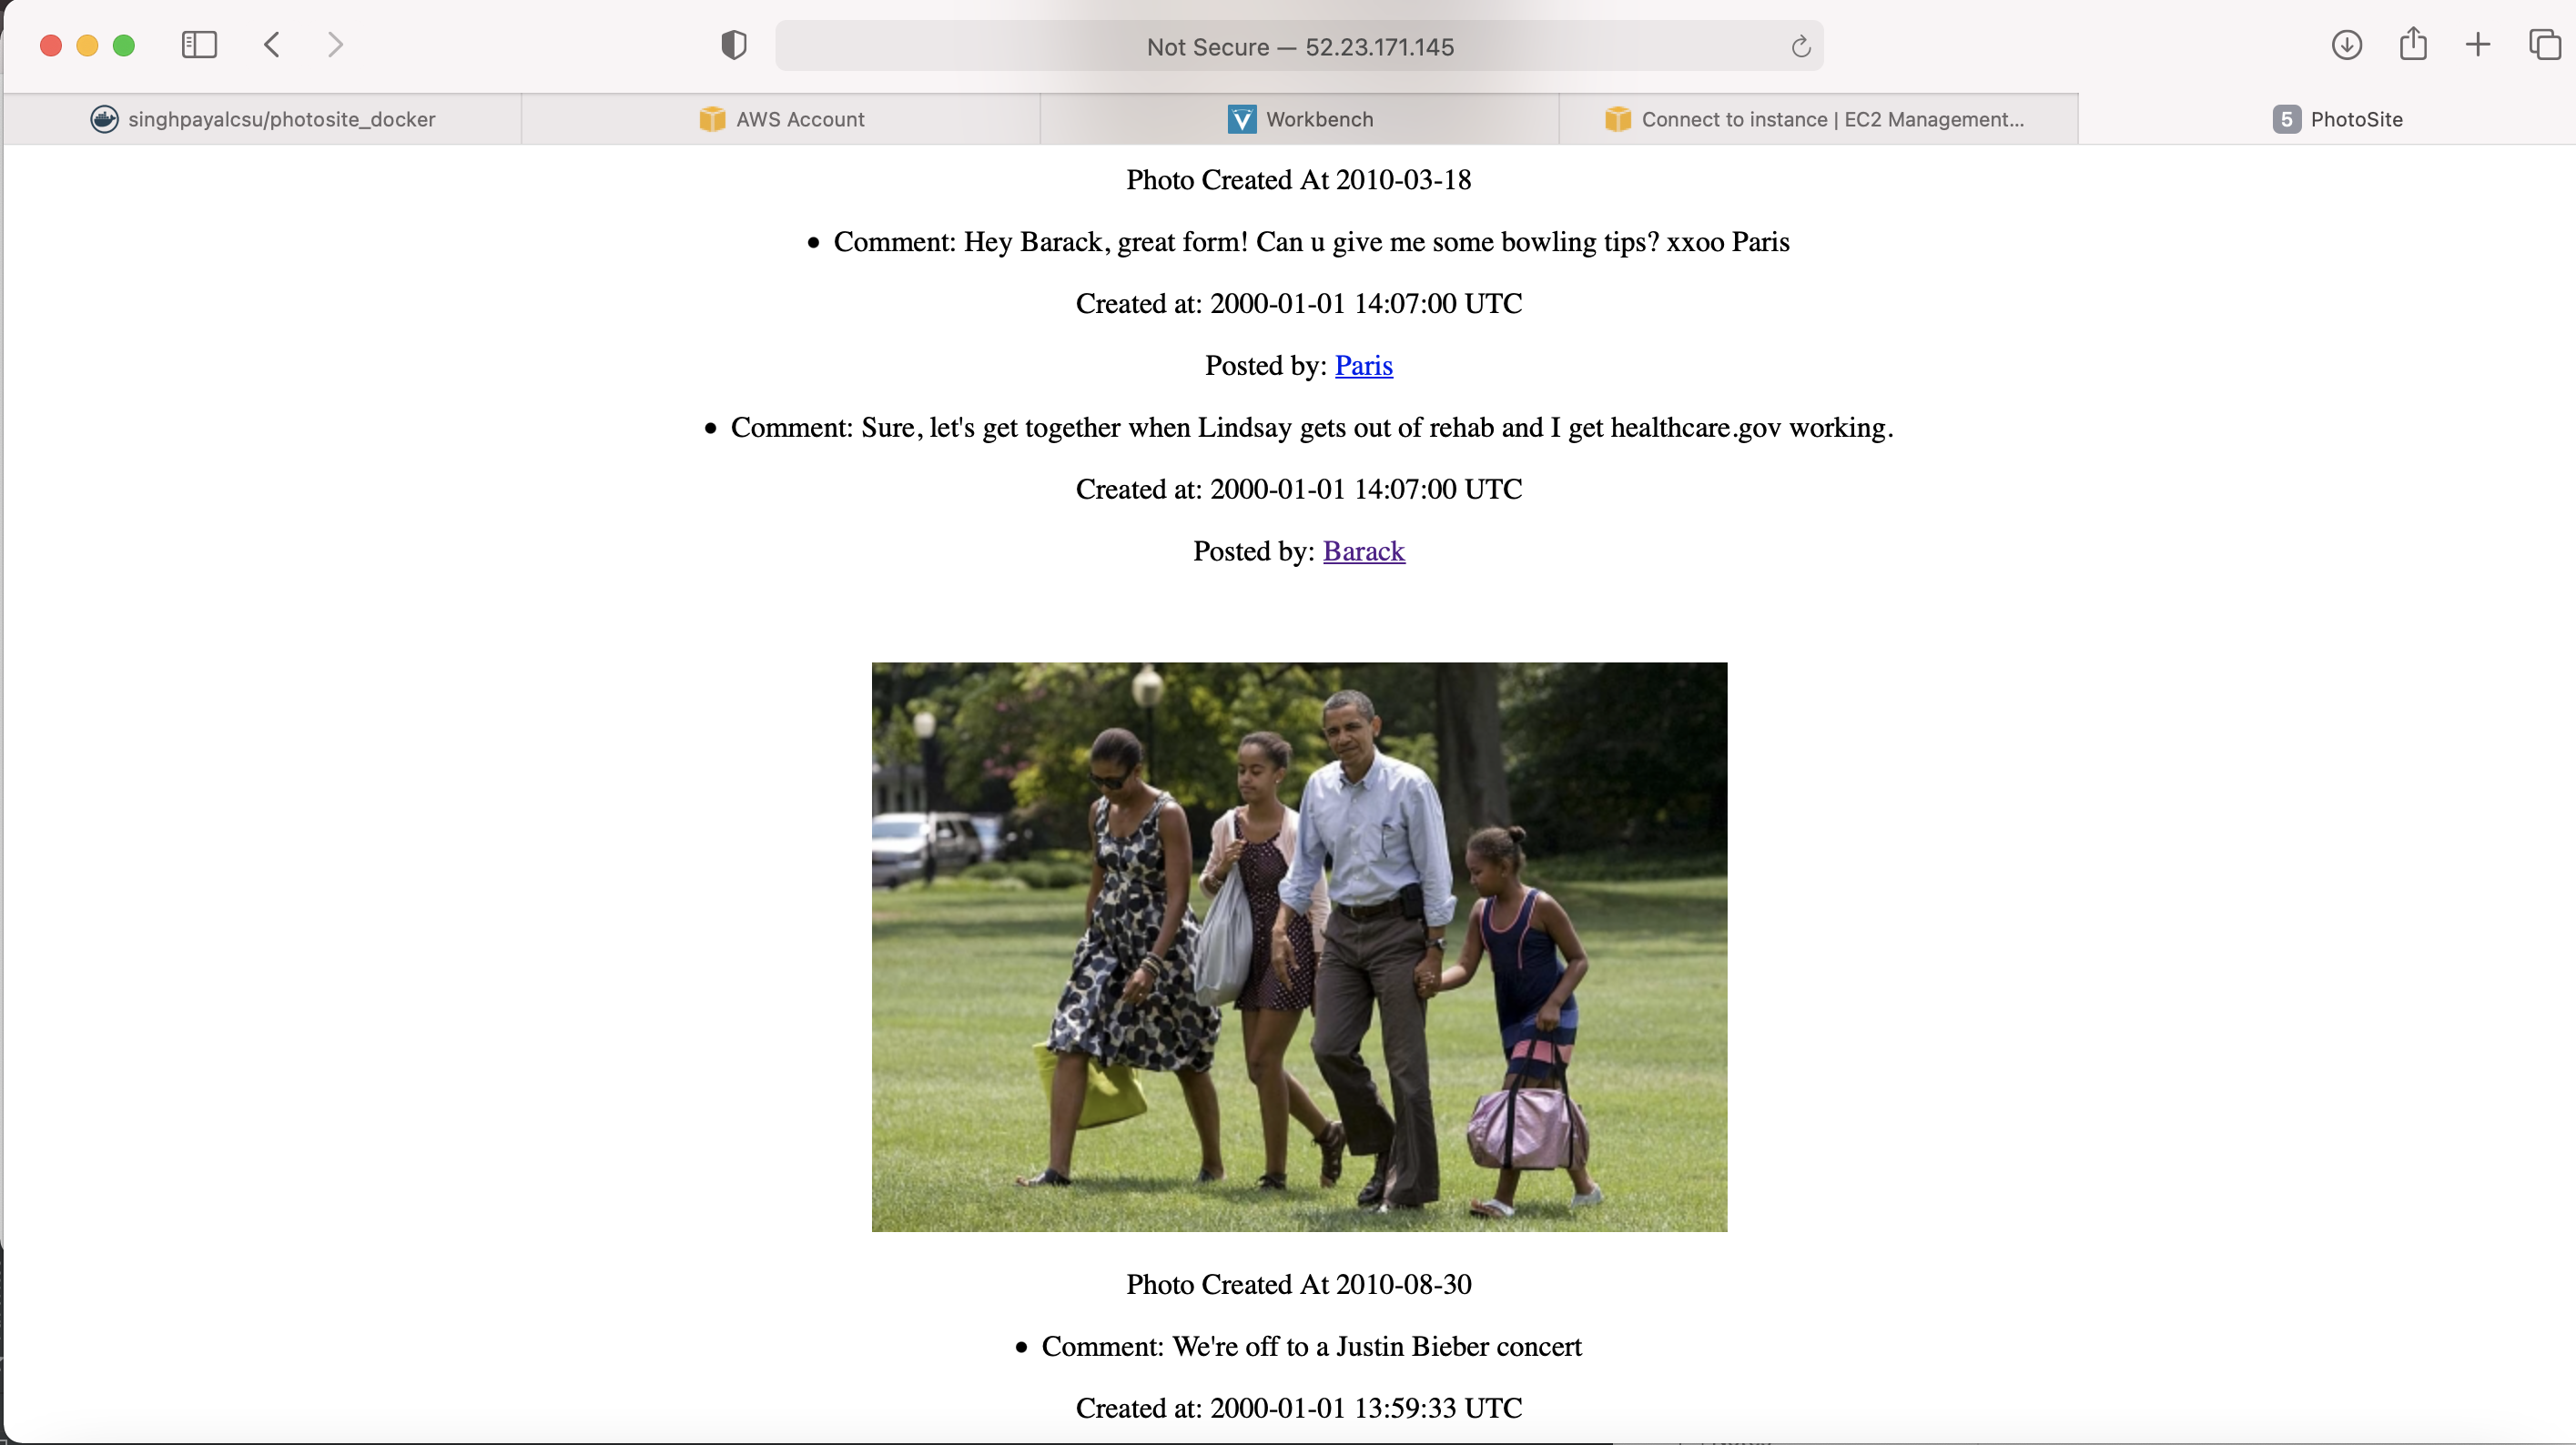 Not Secure — 52.23.171.145
singhpayalcsu/photosite_docker
AWS Account
Workbench
Connect to instance | EC2 Management...
5 PhotoSite
Photo Created At 2010-03-18
• Comment: Hey Barack, great form! Can u give me some bowling tips? xxoo Paris
Created at: 2000-01-01 14:07:00 UTC
Posted by: Paris
• Comment: Sure, let's get together when Lindsay gets out of rehab and I get healthcare.gov working.
Created at: 2000-01-01 14:07:00 UTC
Posted by: Barack
Photo Created At 2010-08-30
• Comment: We're off to a Justin Bieber concert
Created at: 2000-01-01 13:59:33 UTC